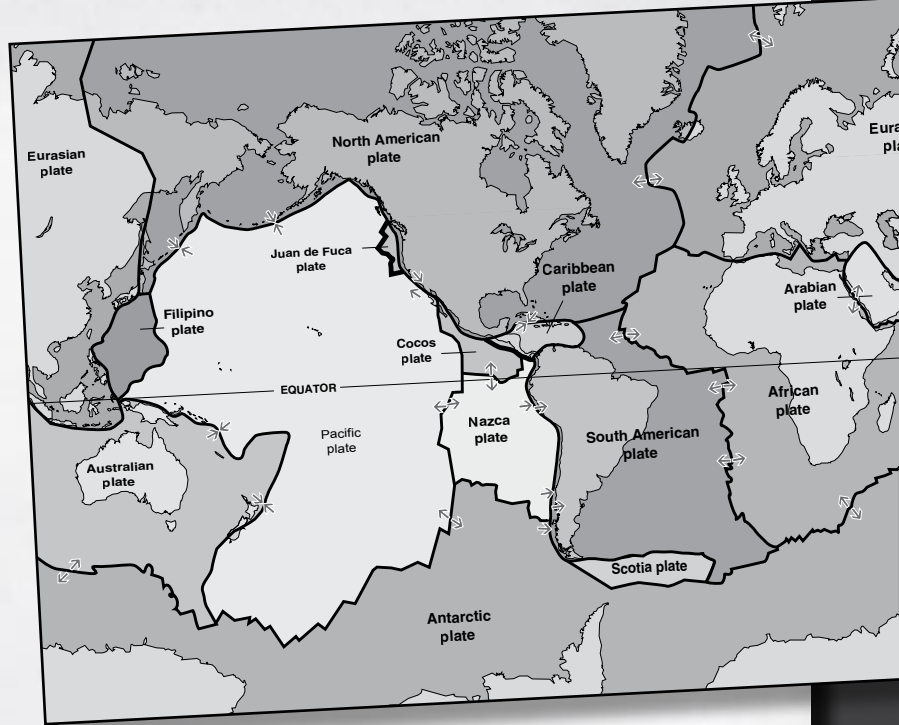 North American
plate
Eurasian
plate
Juan de Fuca
plate
Caribbean
plate
Arabian
plate
Filipino
plate
Cocos
plate
EQUATOR
African
plate
Pacific
plate
Nazca
plate
South American
plate
Australian
plate
Scotia plate
Antarctic
plate